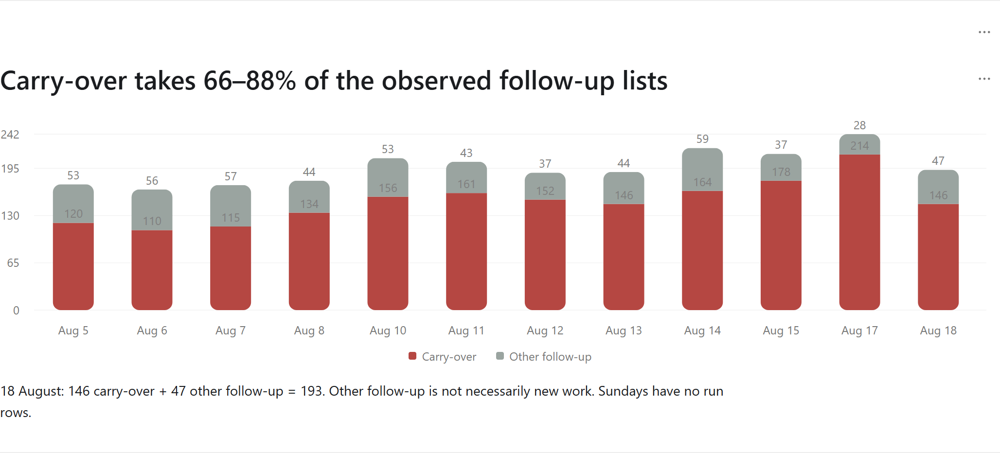 Carry-over takes 66–88% of the observed follow-up lists
242
195
130
65
0
53
56
57
44
53
43
37
44
59
37
28
47
120
110
115
134
156
161
152
146
164
178
214
146
Aug 5
Aug 6
Aug 7
Aug 8
Aug 10
Aug 11
Aug 12
Aug 13
Aug 14
Aug 15
Aug 17
Aug 18
Carry-over
Other follow-up
18 August: 146 carry-over + 47 other follow-up = 193. Other follow-up is not necessarily new work. Sundays have no run
rows.